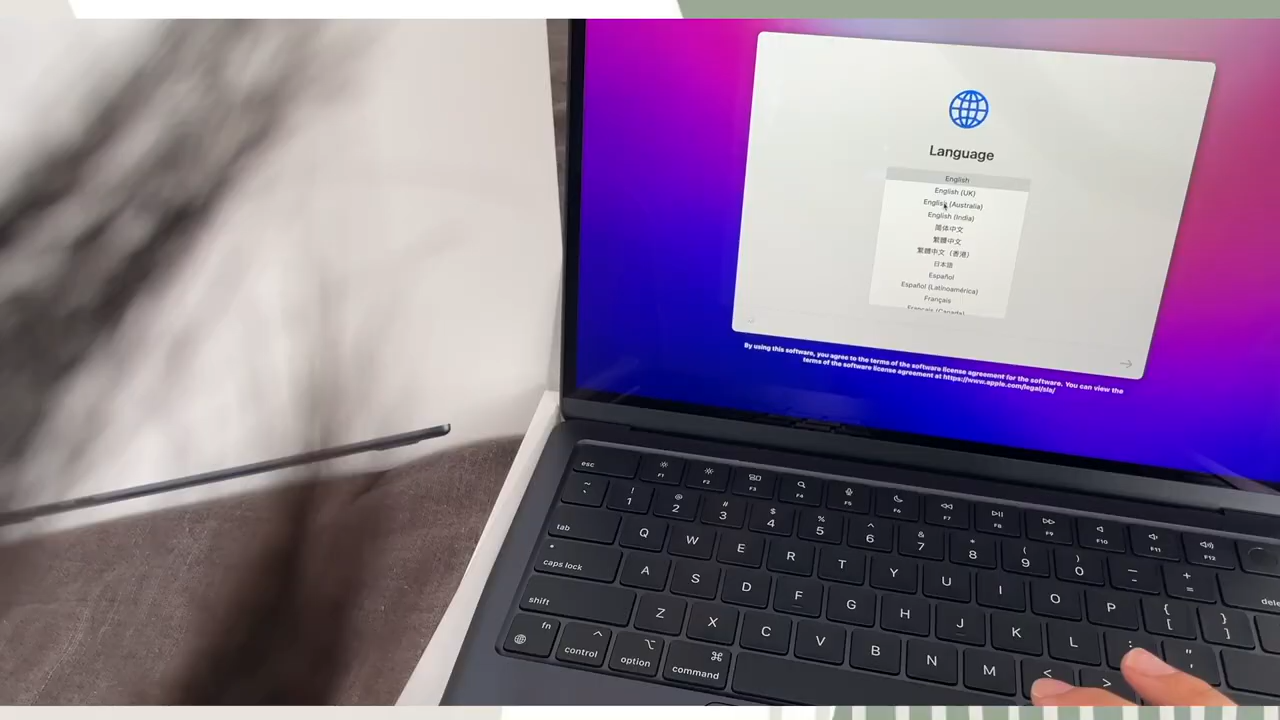 Language
English
English (UK)
English (Australia)
English (India)
简体中文
繁體中文
繁體中文（香港）
日本語
Español
Español (Latinoamérica)
Français
Français (Canada)
By using this software, you agree to the terms of the software license agreement for the software. You can view the
terms of the software license agreement at https://www.apple.com/legal/sla/
esc F1 F2 F3 F4 F5 F6 F7 F8 F9 F10 F11 F12
~ ! @ # $ % ^ & * ( ) _ +
` 1 2 3 4 5 6 7 8 9 0 - =
tab Q W E R T Y U I O P { }
[ ]
caps lock A S D F G H J K L : "
' 
shift Z X C V B N M < >
fn control option command
⌃ ⌥ ⌘